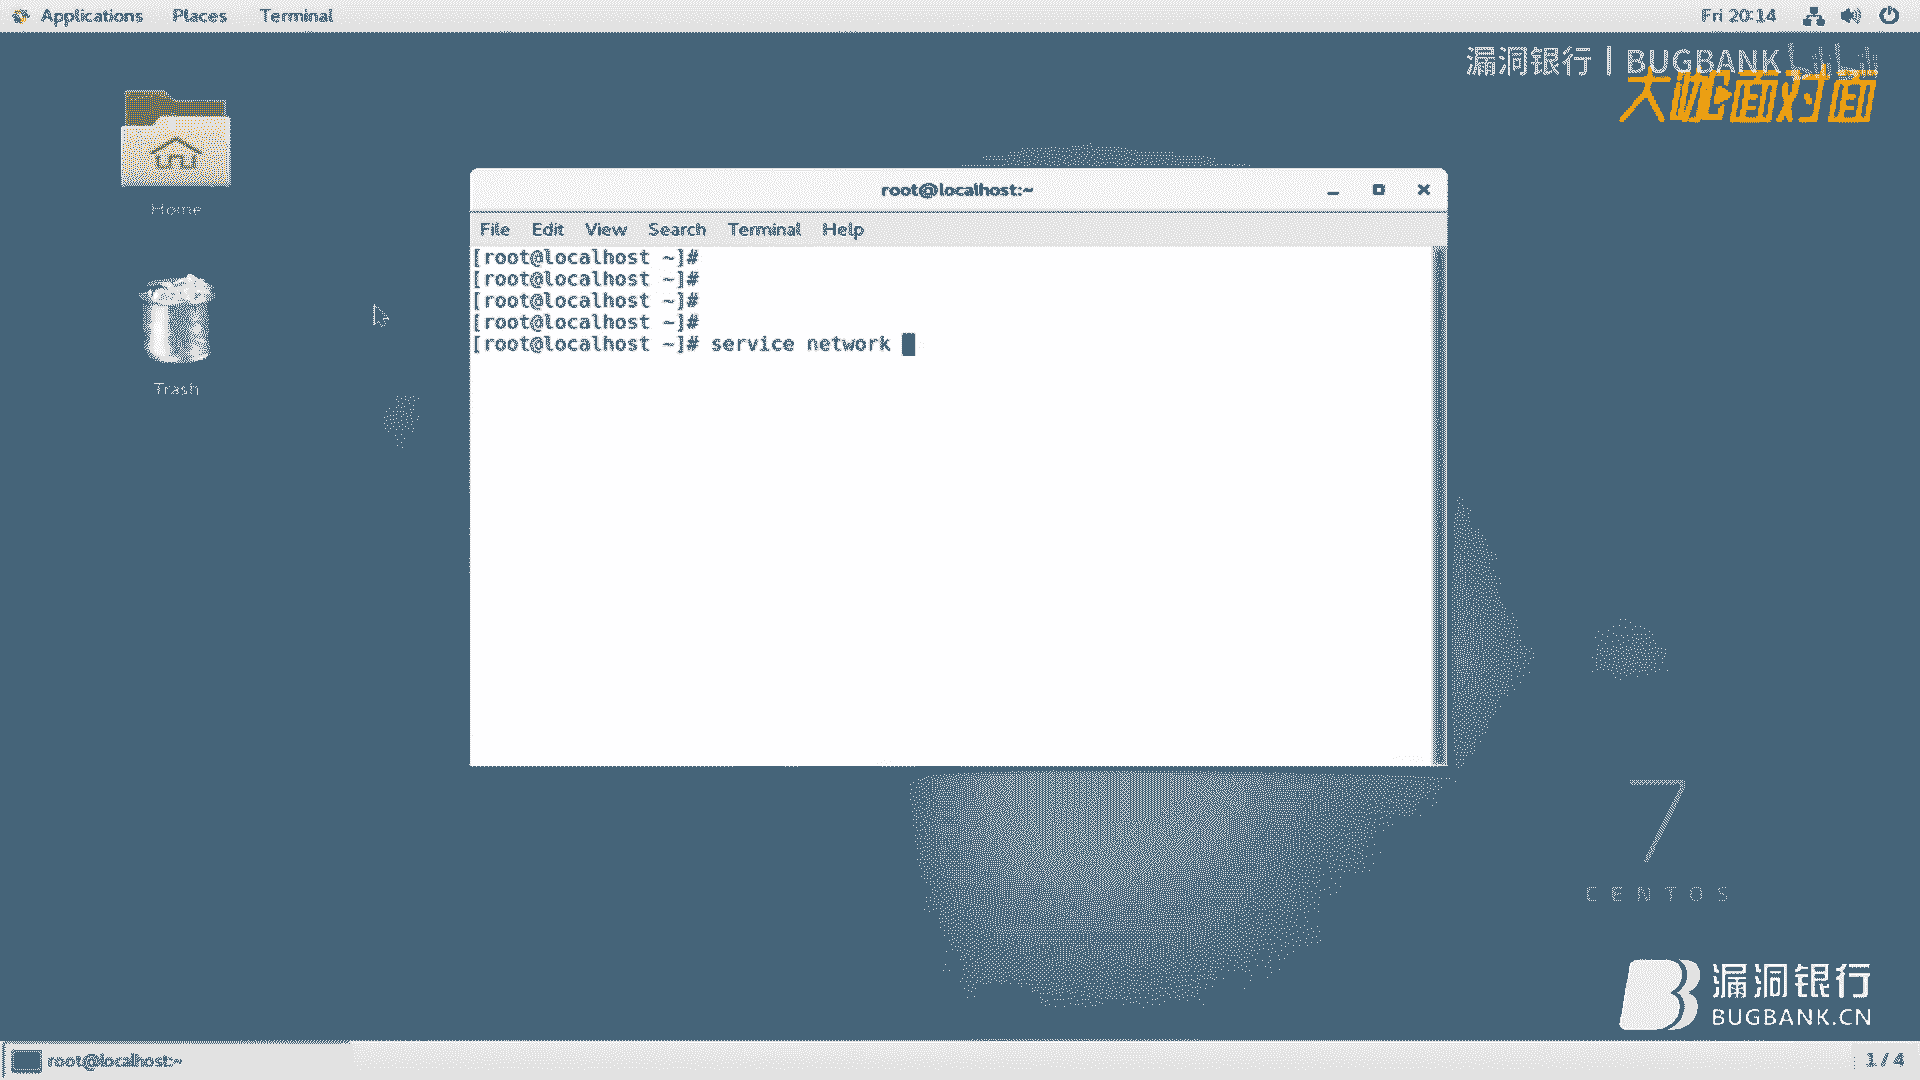 Applications Places Terminal Fri 20:14
漏洞银行 | BUGBANK
大咖面对面
Home
Trash
root@localhost:~
File Edit View Search Terminal Help
[root@localhost ~]#
[root@localhost ~]#
[root@localhost ~]#
[root@localhost ~]#
[root@localhost ~]# service network
7
CENTOS
漏洞银行
BUGBANK.CN
root@localhost:~ 1 / 4